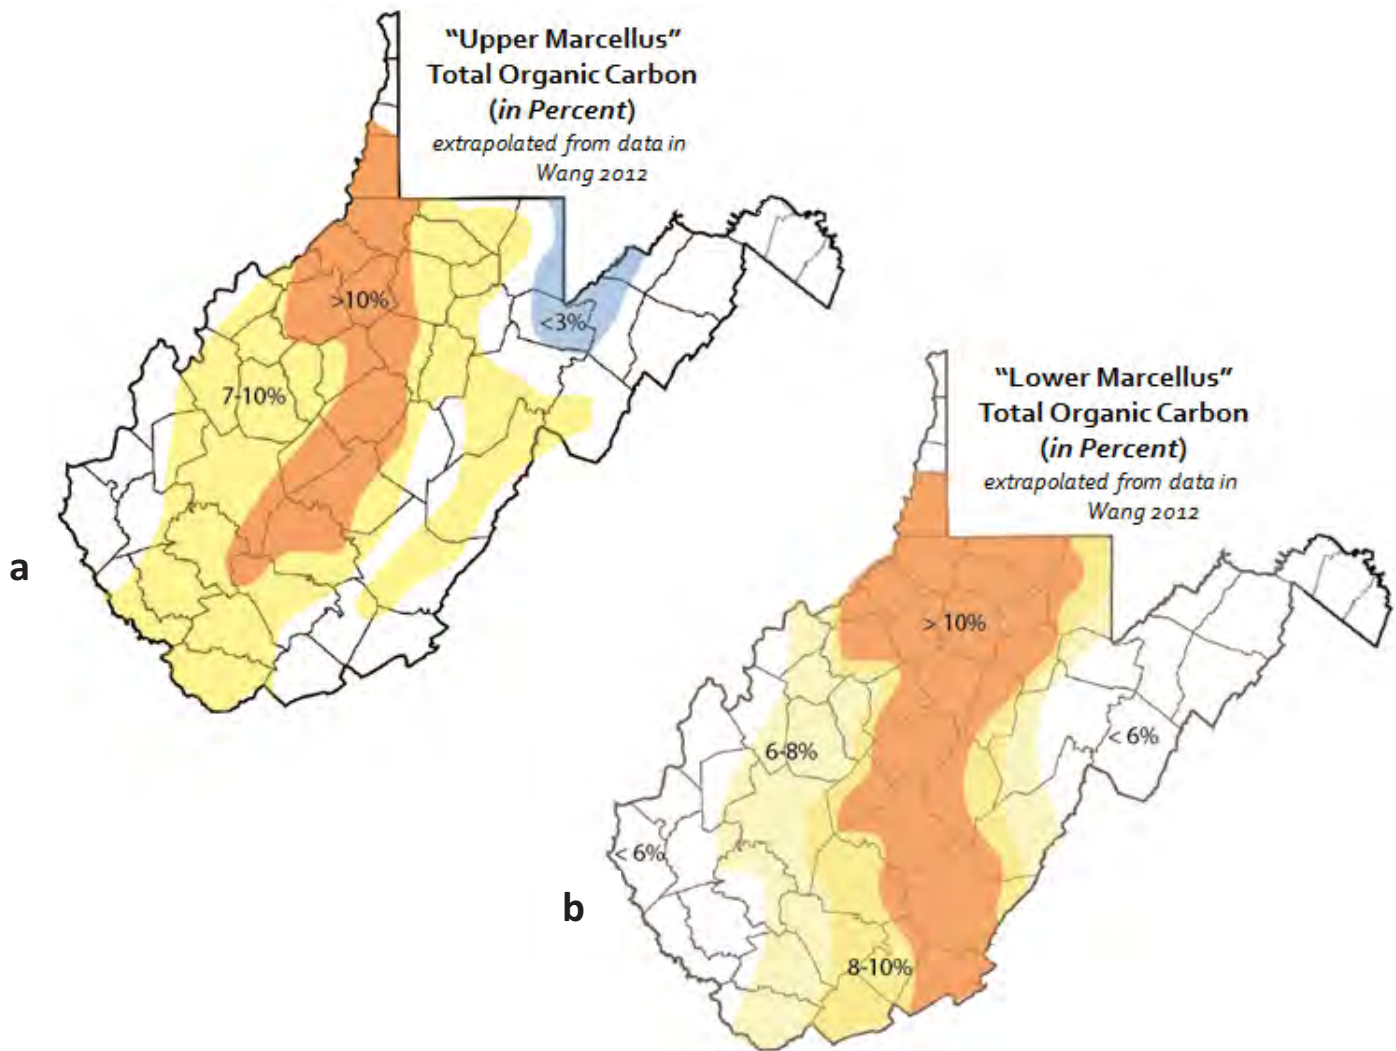 “Upper Marcellus”
Total Organic Carbon
(in Percent)
extrapolated from data in
Wang 2012
>10%
<3%
7-10%
a
“Lower Marcellus”
Total Organic Carbon
(in Percent)
extrapolated from data in
Wang 2012
> 10%
6-8%
< 6%
< 6%
8-10%
b